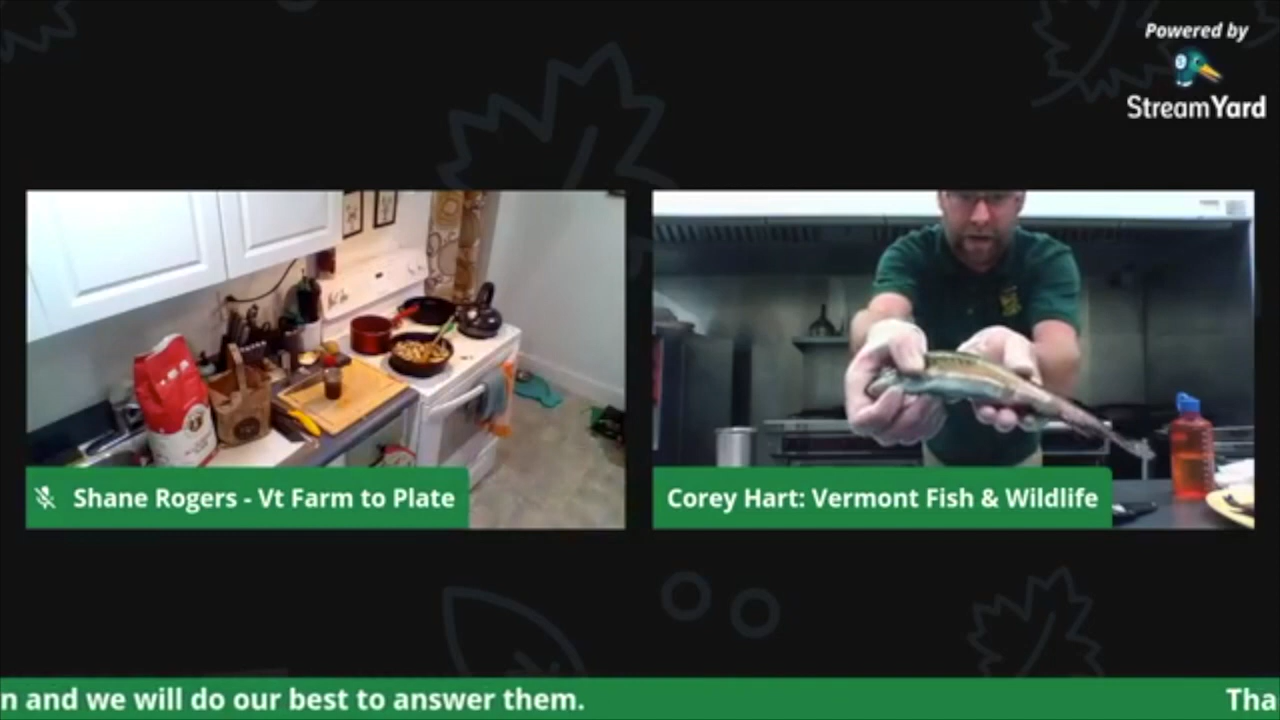 Powered by
StreamYard
Shane Rogers - Vt Farm to Plate
Corey Hart: Vermont Fish & Wildlife
n and we will do our best to answer them.
Tha